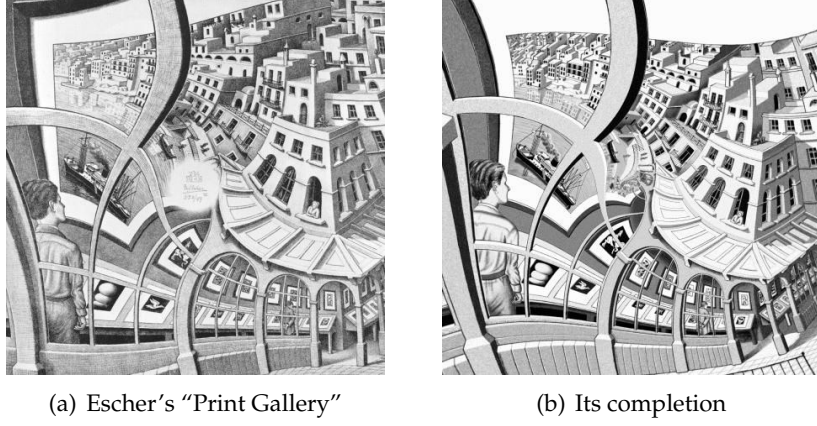 (a) Escher's “Print Gallery”
(b) Its completion